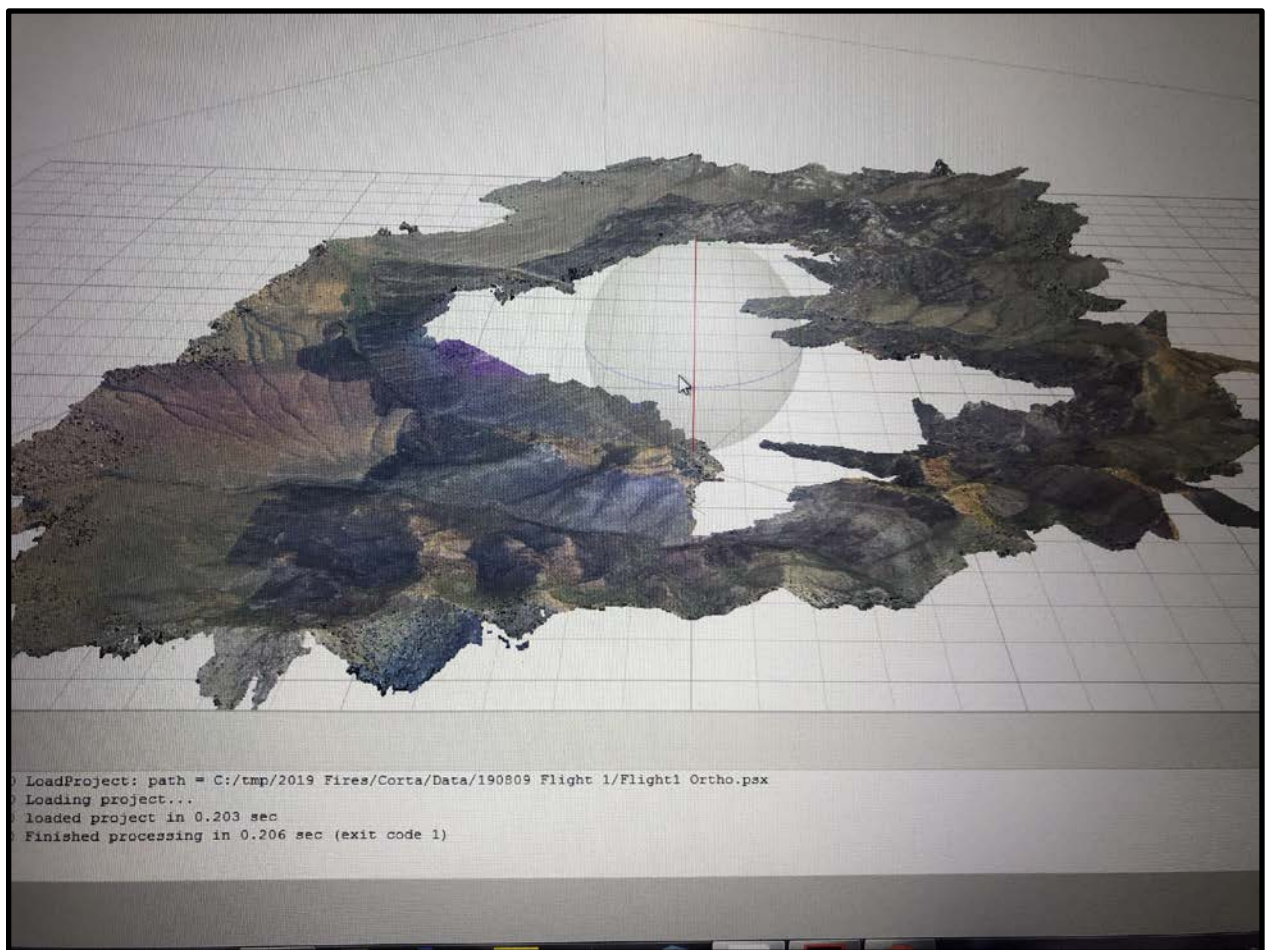 LoadProject: path = C:/tmp/2019 Fires/Corta/Data/190809 Flight 1/Flight1 Ortho.psx
Loading project...
loaded project in 0.203 sec
Finished processing in 0.206 sec (exit code 1)